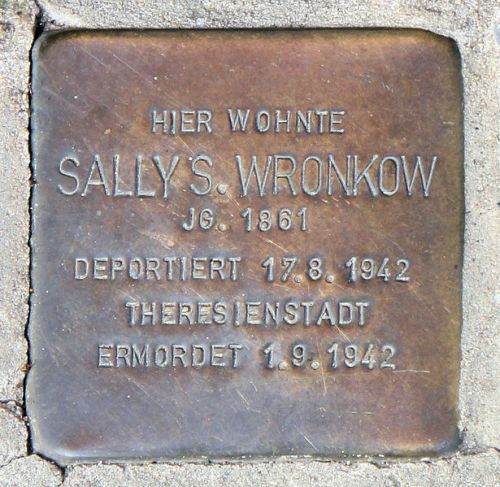 HIER WOHNTE
SALLY S. WRONKOW
JG. 1861
DEPORTIERT 17.8.1942
THERESIENSTADT
ERMORDET 1.9.1942